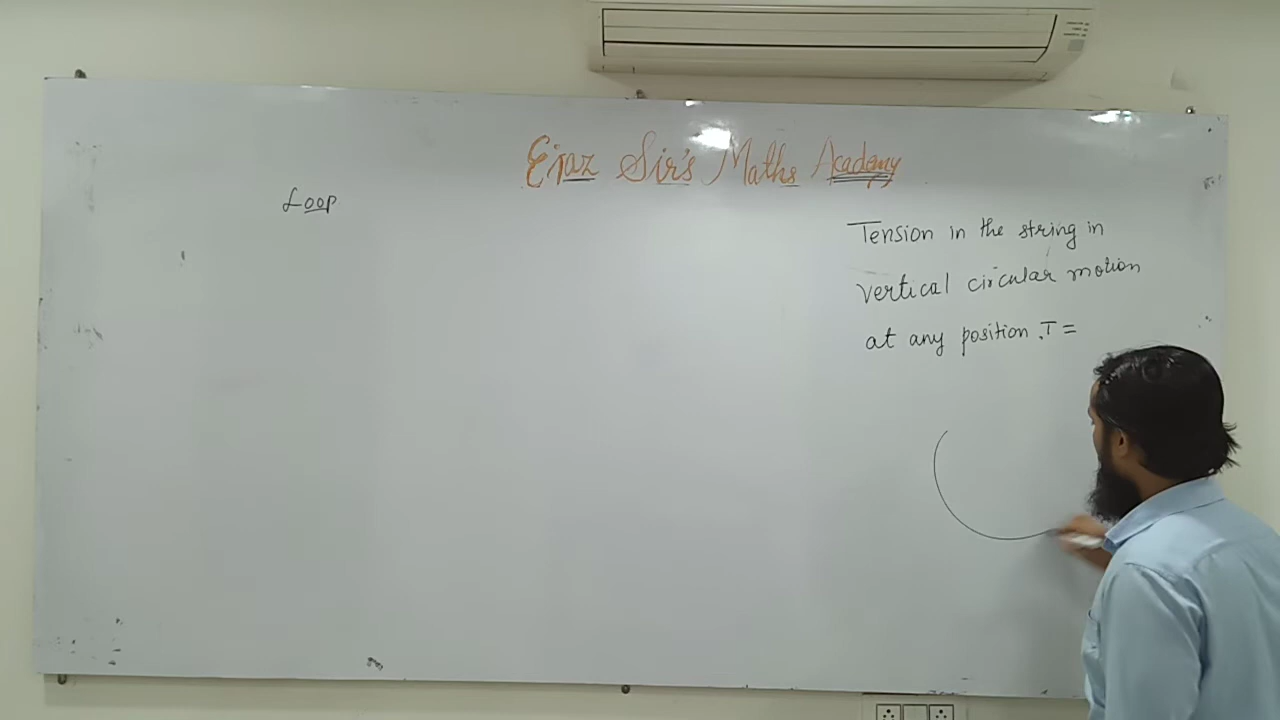 Ejaz Sir's Maths Academy
Loop
Tension in the string in
vertical circular motion
at any position. T =